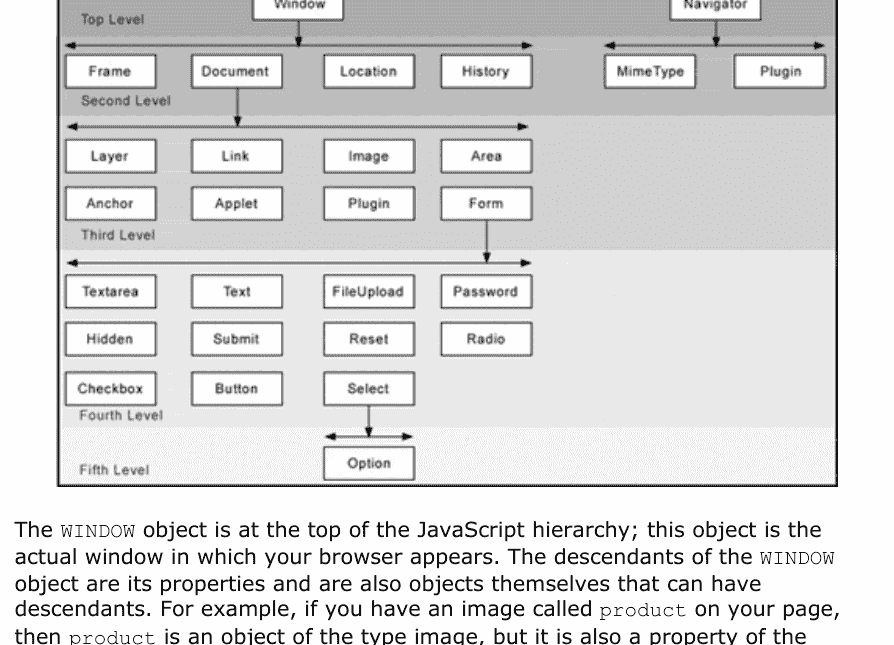 Window Navigator
Top Level
Frame Document Location History MimeType Plugin
Second Level
Layer Link Image Area
Anchor Applet Plugin Form
Third Level
Textarea Text FileUpload Password
Hidden Submit Reset Radio
Checkbox Button Select
Fourth Level
Option
Fifth Level
The WINDOW object is at the top of the JavaScript hierarchy; this object is the
actual window in which your browser appears. The descendants of the WINDOW
object are its properties and are also objects themselves that can have
descendants. For example, if you have an image called product on your page,
then product is an object of the type image, but it is also a property of the